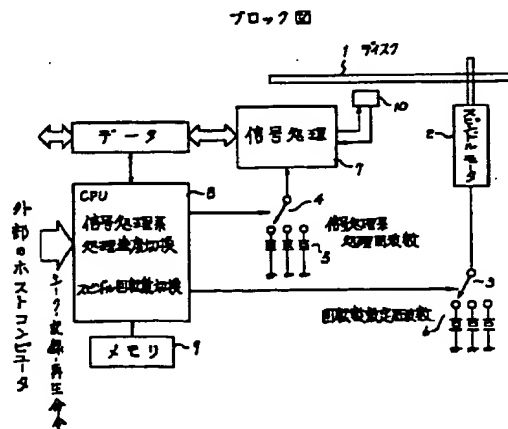 ブロック図
1 ディスク
10
データ
信号処理
7
2
スピンドルモータ
CPU
8
信号処理系
処理速度切換
スピンドル回転数切換
4
信号処理系
処理周波数
5
3
回転数設定周波数
6
メモリ
9
外部のホストコンピュータ
シーク・記録・再生命令